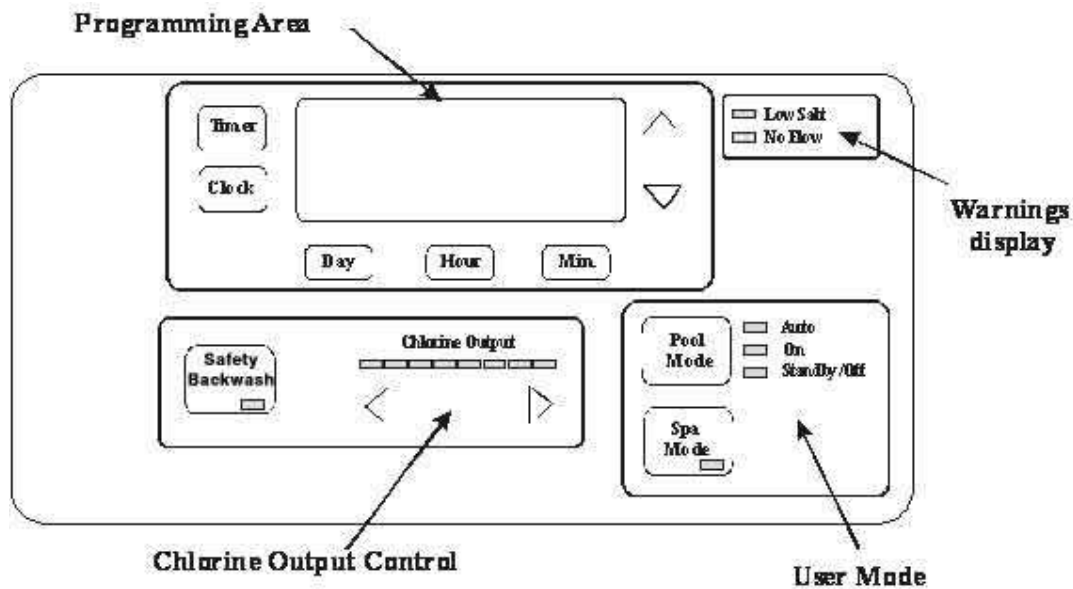 Programming Area
Timer
Clock
Day
Hour
Min.
Low Salt
No Flow
Warnings
display
Safety
Backwash
Chlorine Output
Pool
Mode
Auto
On
Standby/Off
Spa
Mode
Chlorine Output Control
User Mode